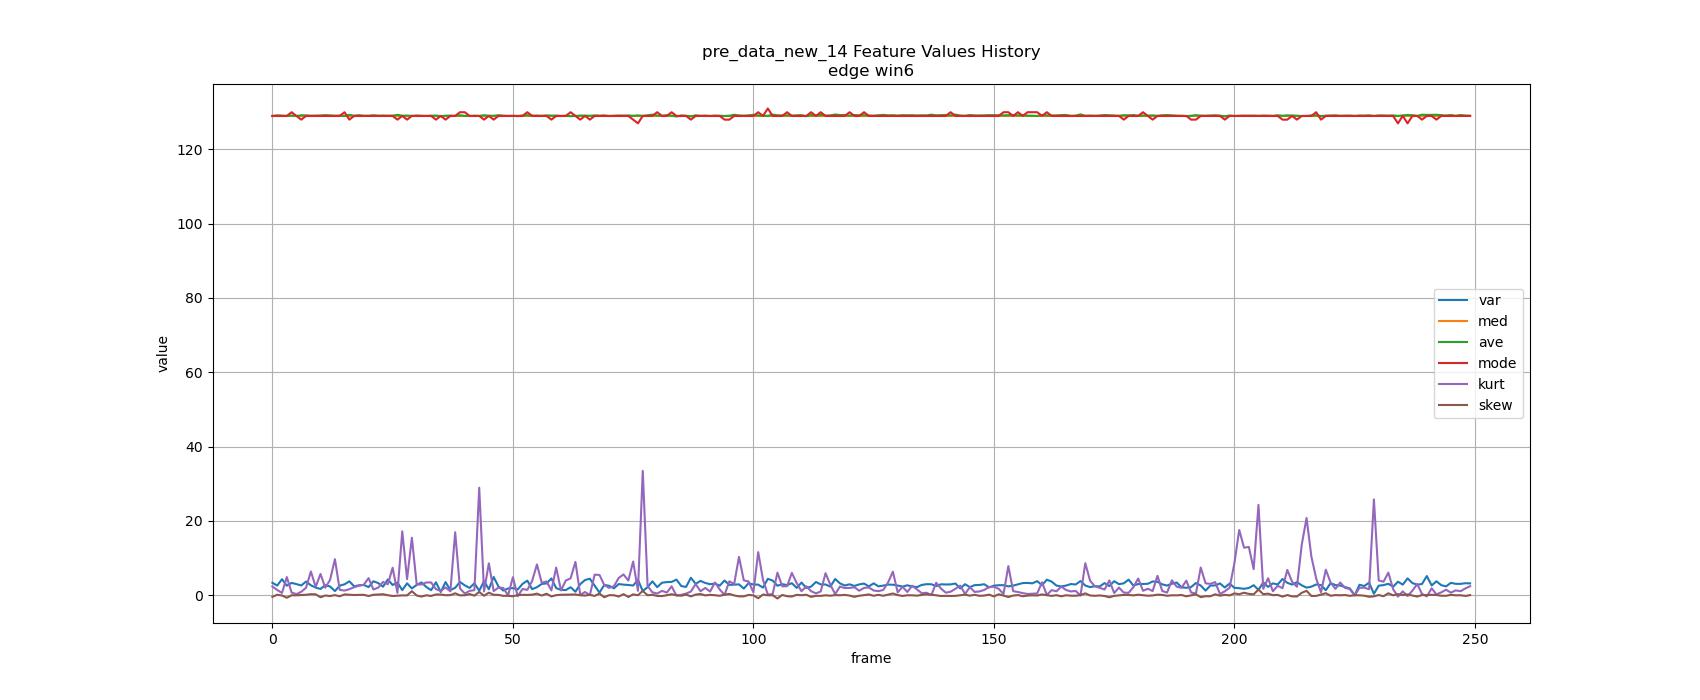 pre_data_new_14 Feature Values History
edge win6
120
100
80
60
40
20
0
value
var
med
ave
mode
kurt
skew
0
50
100
150
200
250
frame